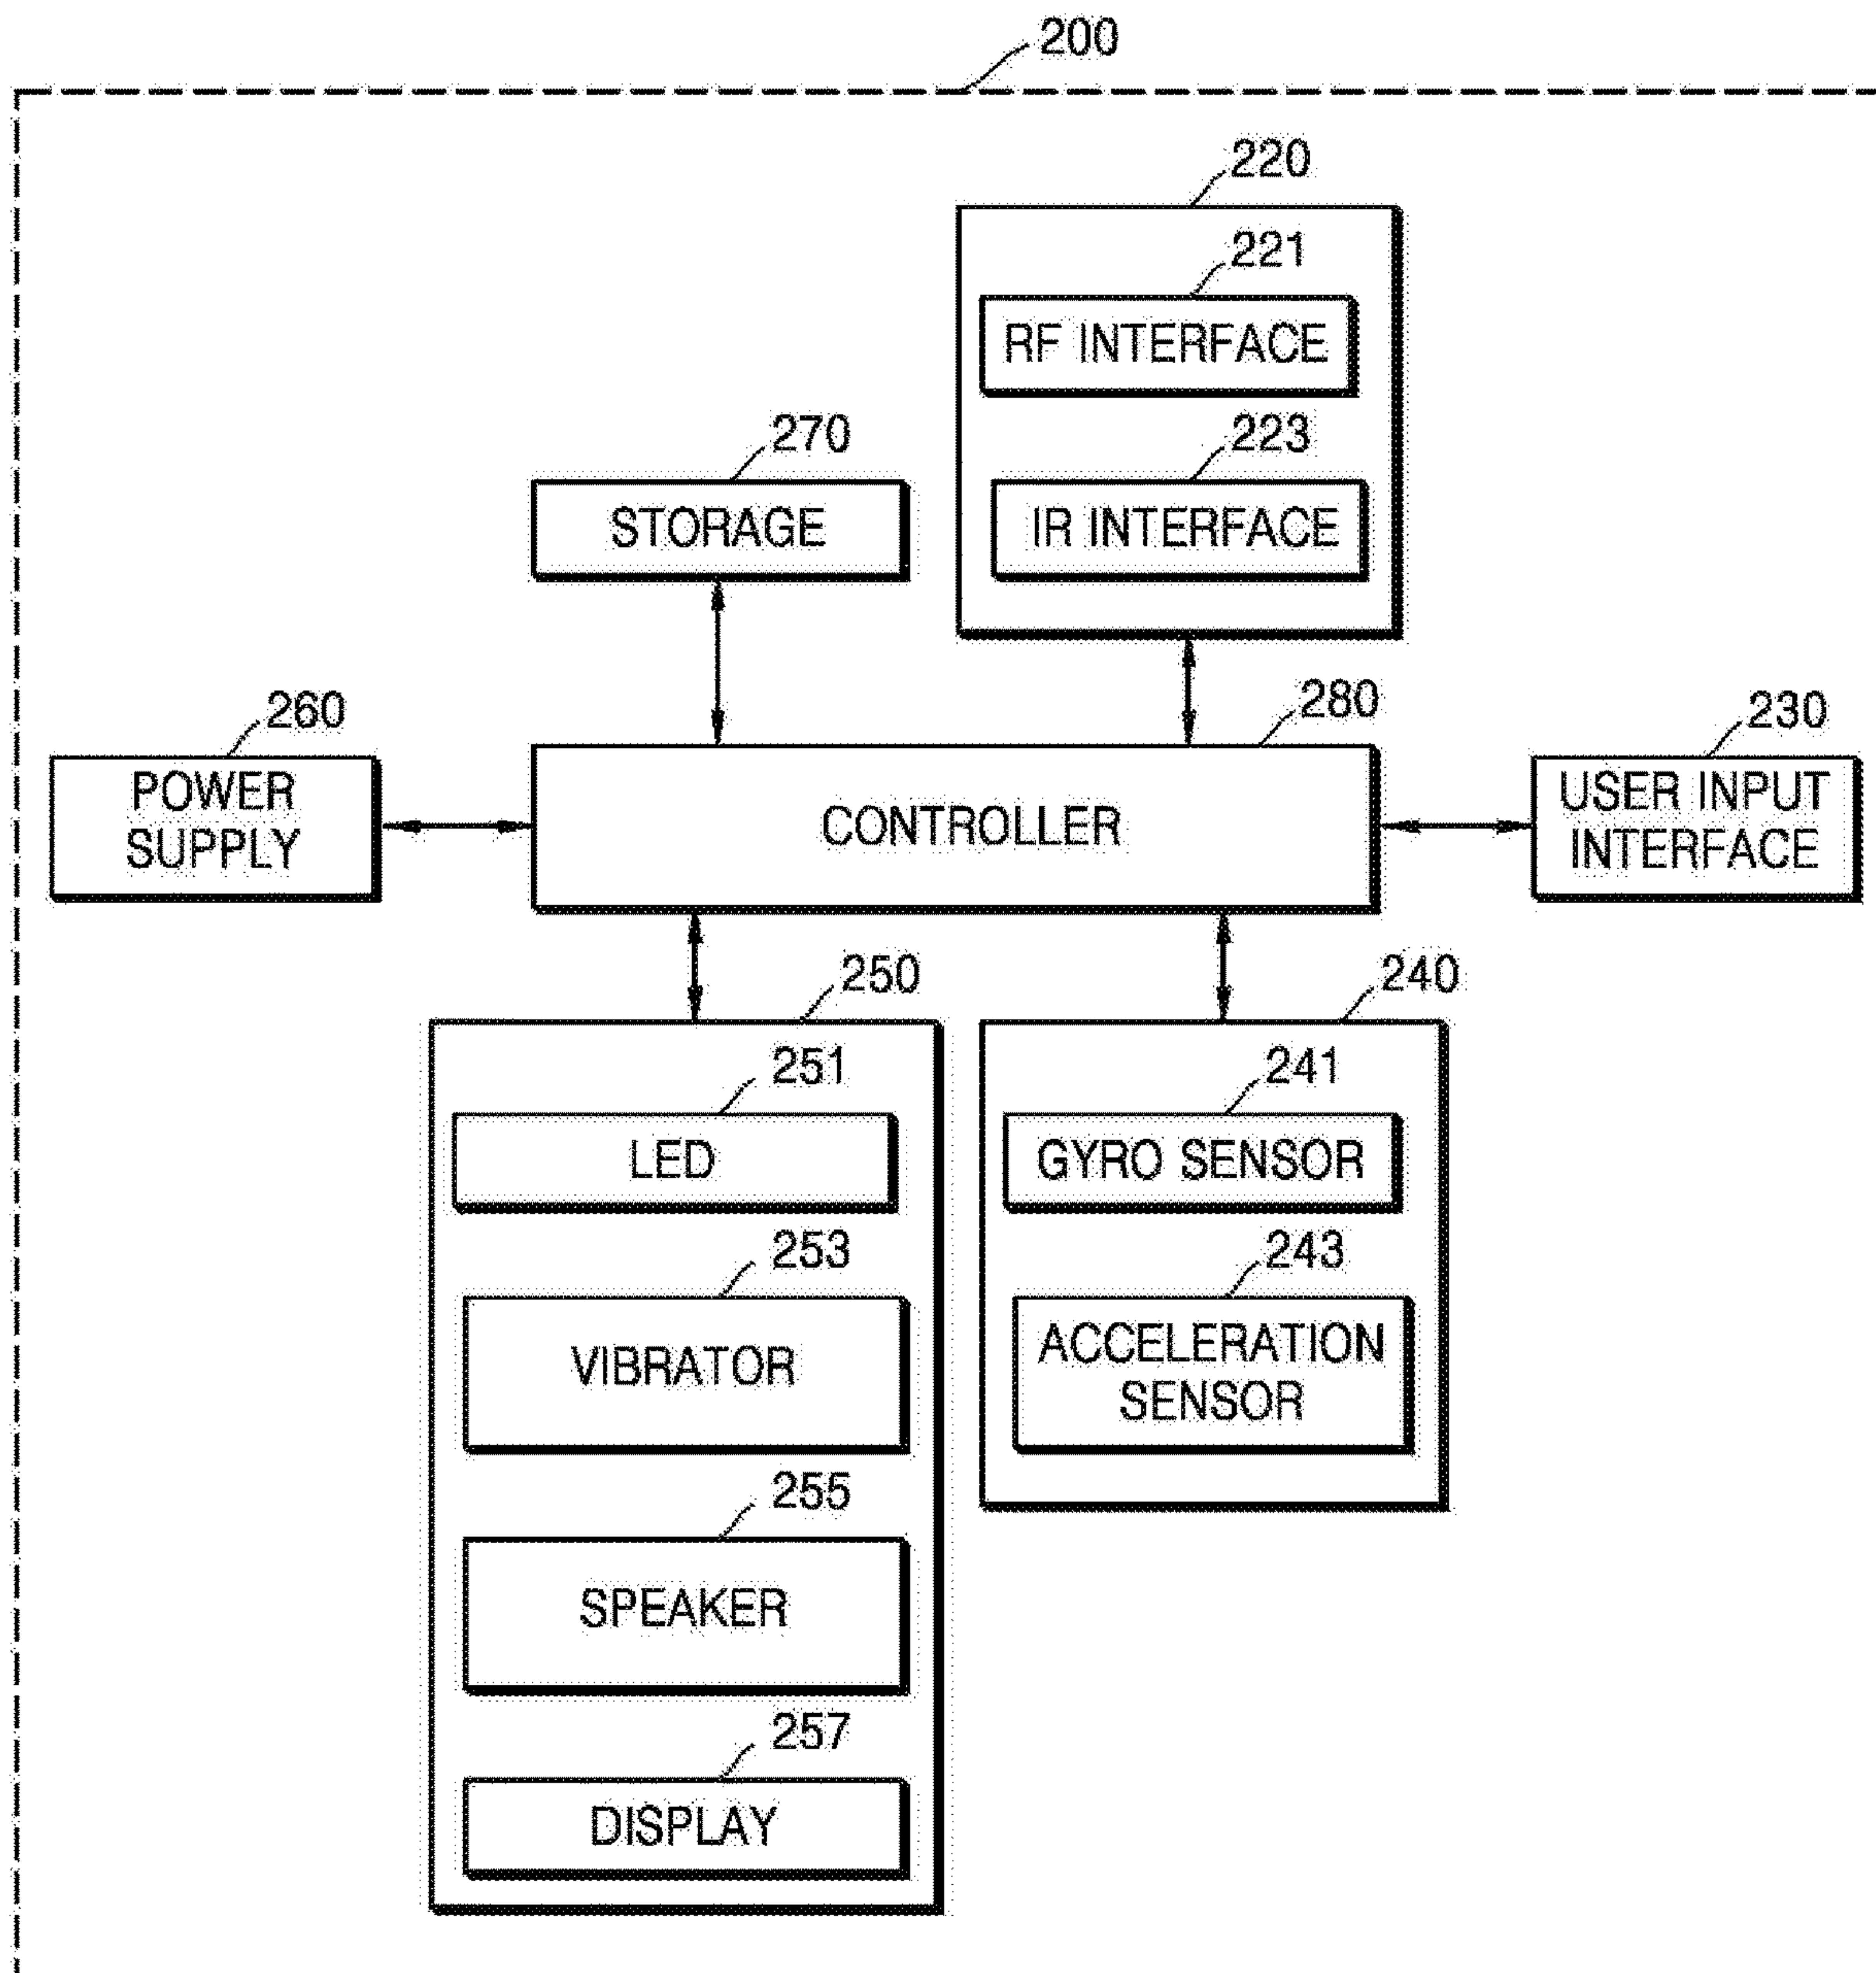 200
220
221
RF INTERFACE
270
223
STORAGE
IR INTERFACE
260
280
230
POWER
SUPPLY
CONTROLLER
USER INPUT
INTERFACE
250
240
251
241
LED
GYRO SENSOR
253
243
VIBRATOR
ACCELERATION
SENSOR
255
SPEAKER
257
DISPLAY